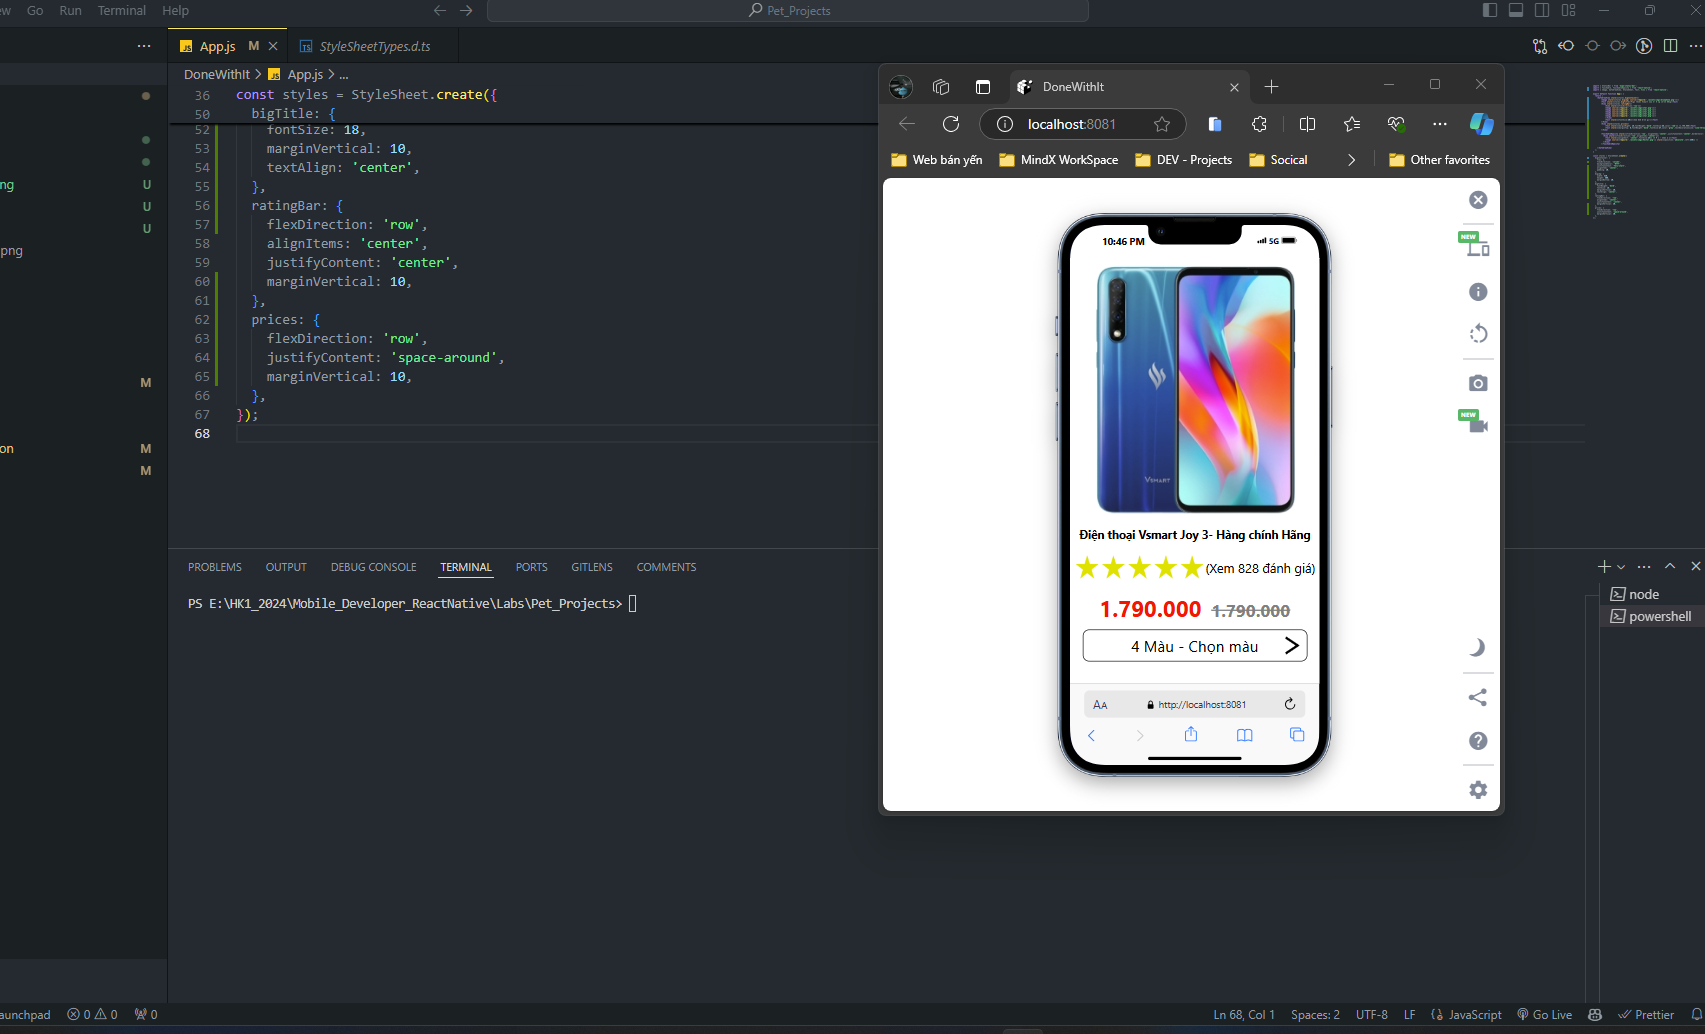 ew Go Run Terminal Help
Pet_Projects
App.js M
StyleSheetTypes.d.ts
DoneWithIt > App.js > ...
36 const styles = StyleSheet.create({
50 bigTitle: {
52 fontSize: 18,
53 marginVertical: 10,
54 textAlign: 'center',
55 },
56 ratingBar: {
57 flexDirection: 'row',
58 alignItems: 'center',
59 justifyContent: 'center',
60 marginVertical: 10,
61 },
62 prices: {
63 flexDirection: 'row',
64 justifyContent: 'space-around',
65 marginVertical: 10,
66 },
67 });
68
ng U
U
U
png
M
on M
M
DoneWithIt
localhost:8081
Web bán yến MindX WorkSpace DEV - Projects Socical Other favorites
10:46 PM 5G
VSMART
Điện thoại Vsmart Joy 3- Hàng chính Hãng
(Xem 828 đánh giá)
1.790.000 1.790.000
4 Màu - Chọn màu
AA http://localhost:8081
NEW
NEW
PROBLEMS OUTPUT DEBUG CONSOLE TERMINAL PORTS GITLENS COMMENTS
PS E:\HK1_2024\Mobile_Developer_ReactNative\Labs\Pet_Projects>
node
powershell
aunchpad 0 0 0
Ln 68, Col 1 Spaces: 2 UTF-8 LF JavaScript Go Live Prettier